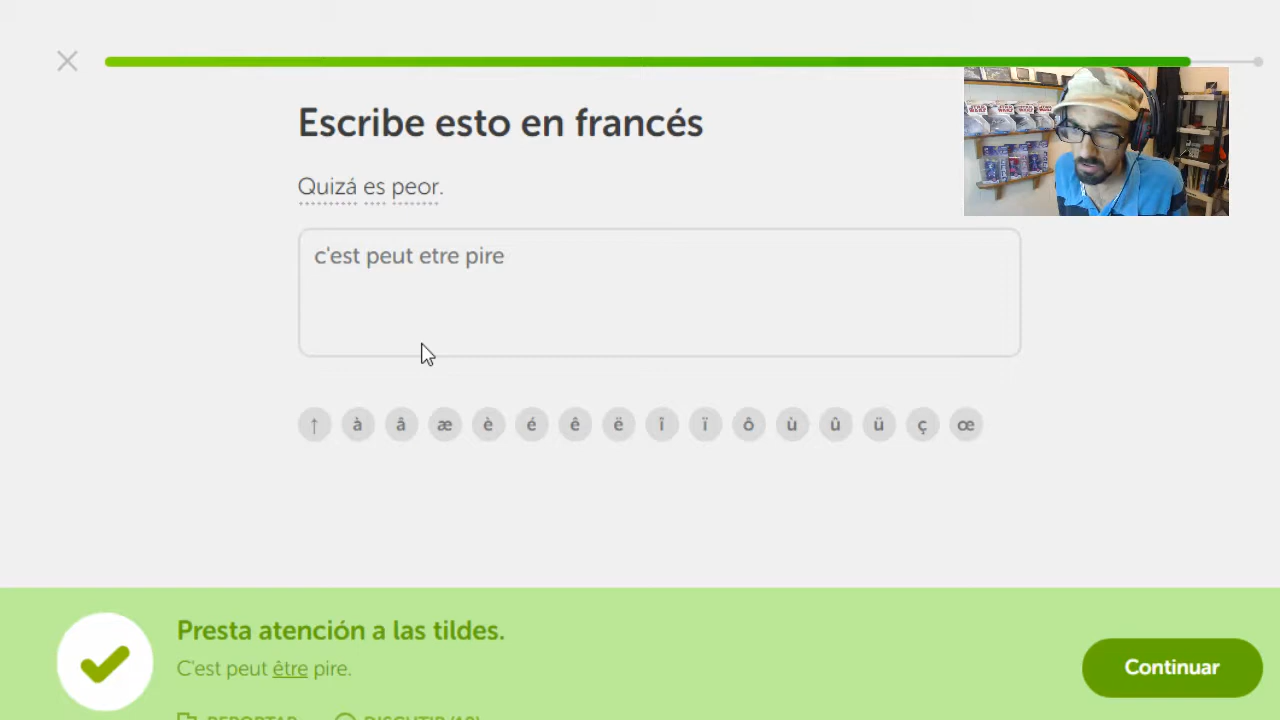 Escribe esto en francés
Quizá es peor.
c'est peut etre pire
↑ à â æ è é ê ë î ï ô ù û ü ç œ
Presta atención a las tildes.
C'est peut être pire.
Continuar
REPORTAR